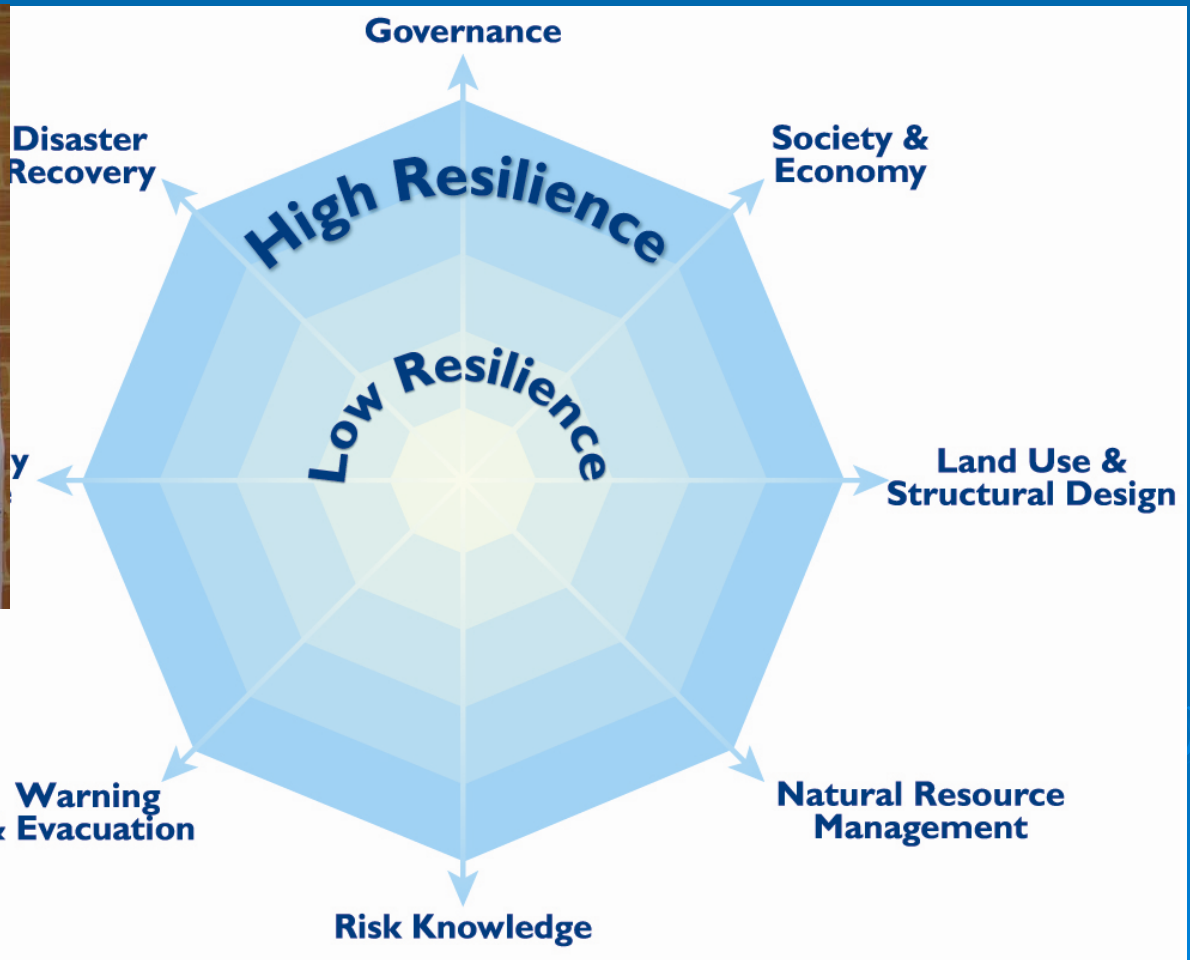 Governance
Disaster
Recovery
Society &
Economy
High Resilience
Low Resilience
Land Use &
Structural Design
Warning
& Evacuation
Natural Resource
Management
Risk Knowledge